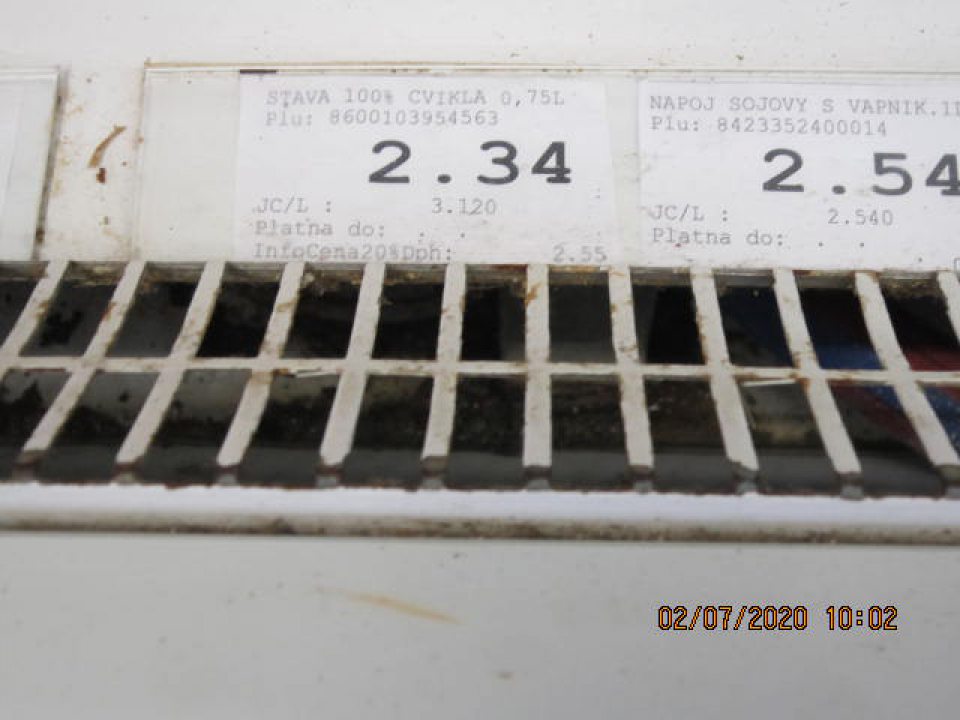 STAVA 100% CVIKLA 0,75L
Plu: 8600103954563
2.34
JC/L : 3.120
Platna do: . .
InfoCena20%Dph: 2.55
NAPOJ SOJOVY S VAPNIK.1L
Plu: 8423352400014
2.54
JC/L : 2.540
Platna do: . .
02/07/2020 10:02